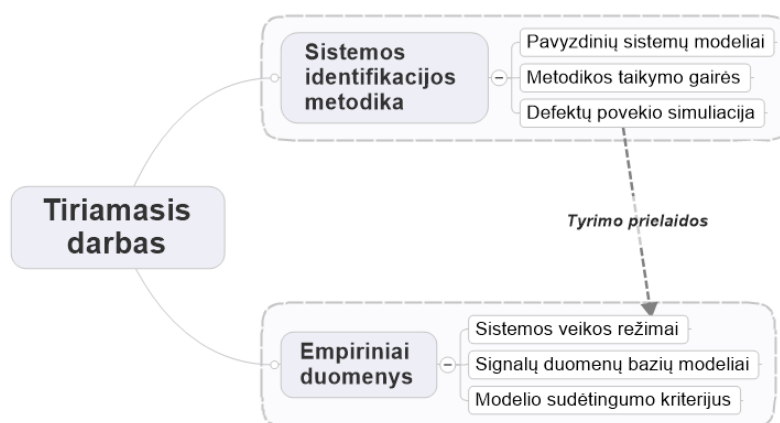 Sistemos
identifikacijos
metodika
Pavyzdinių sistemų modeliai
Metodikos taikymo gairės
Defektų povekio simuliacija
Tiriamasis
darbas
Tyrimo prielaidos
Empiriniai
duomenys
Sistemos veikos režimai
Signalų duomenų bazių modeliai
Modelio sudėtingumo kriterijus